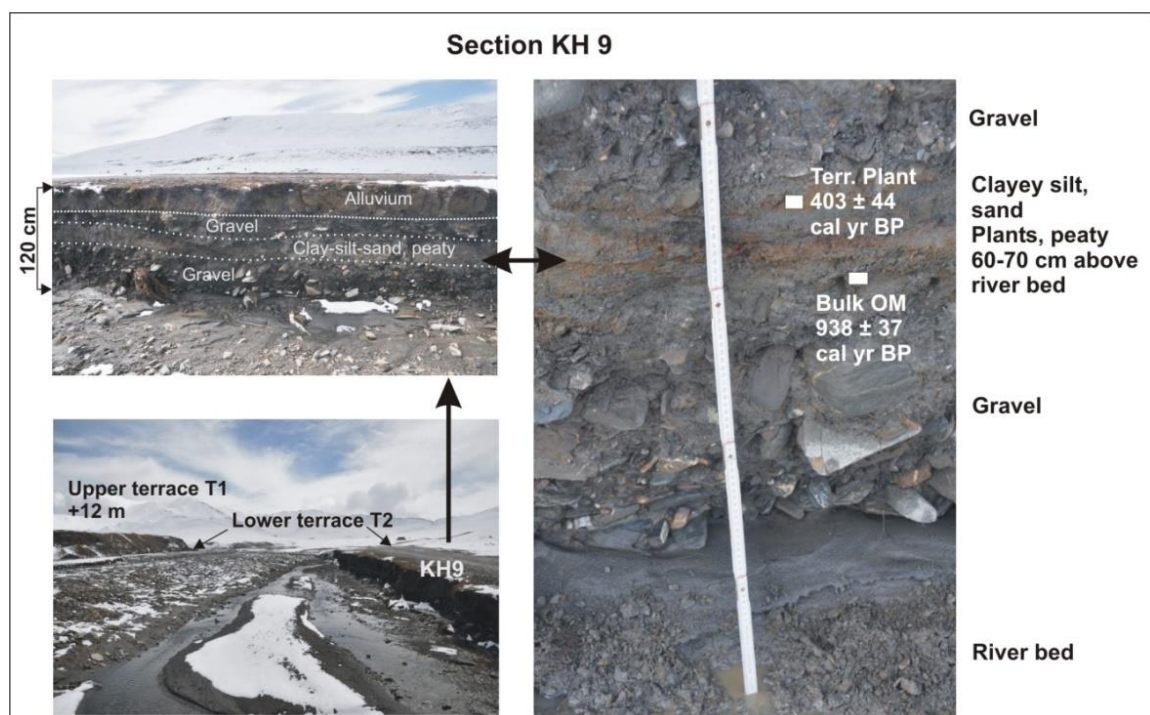 Section KH 9
120 cm
Alluvium
Gravel
Clay-silt-sand, peaty
Gravel
Upper terrace T1
+12 m
Lower terrace T2
KH9
Terr. Plant
403 ± 44
cal yr BP
Bulk OM
938 ± 37
cal yr BP
Gravel
Clayey silt,
sand
Plants, peaty
60-70 cm above
river bed
Gravel
River bed